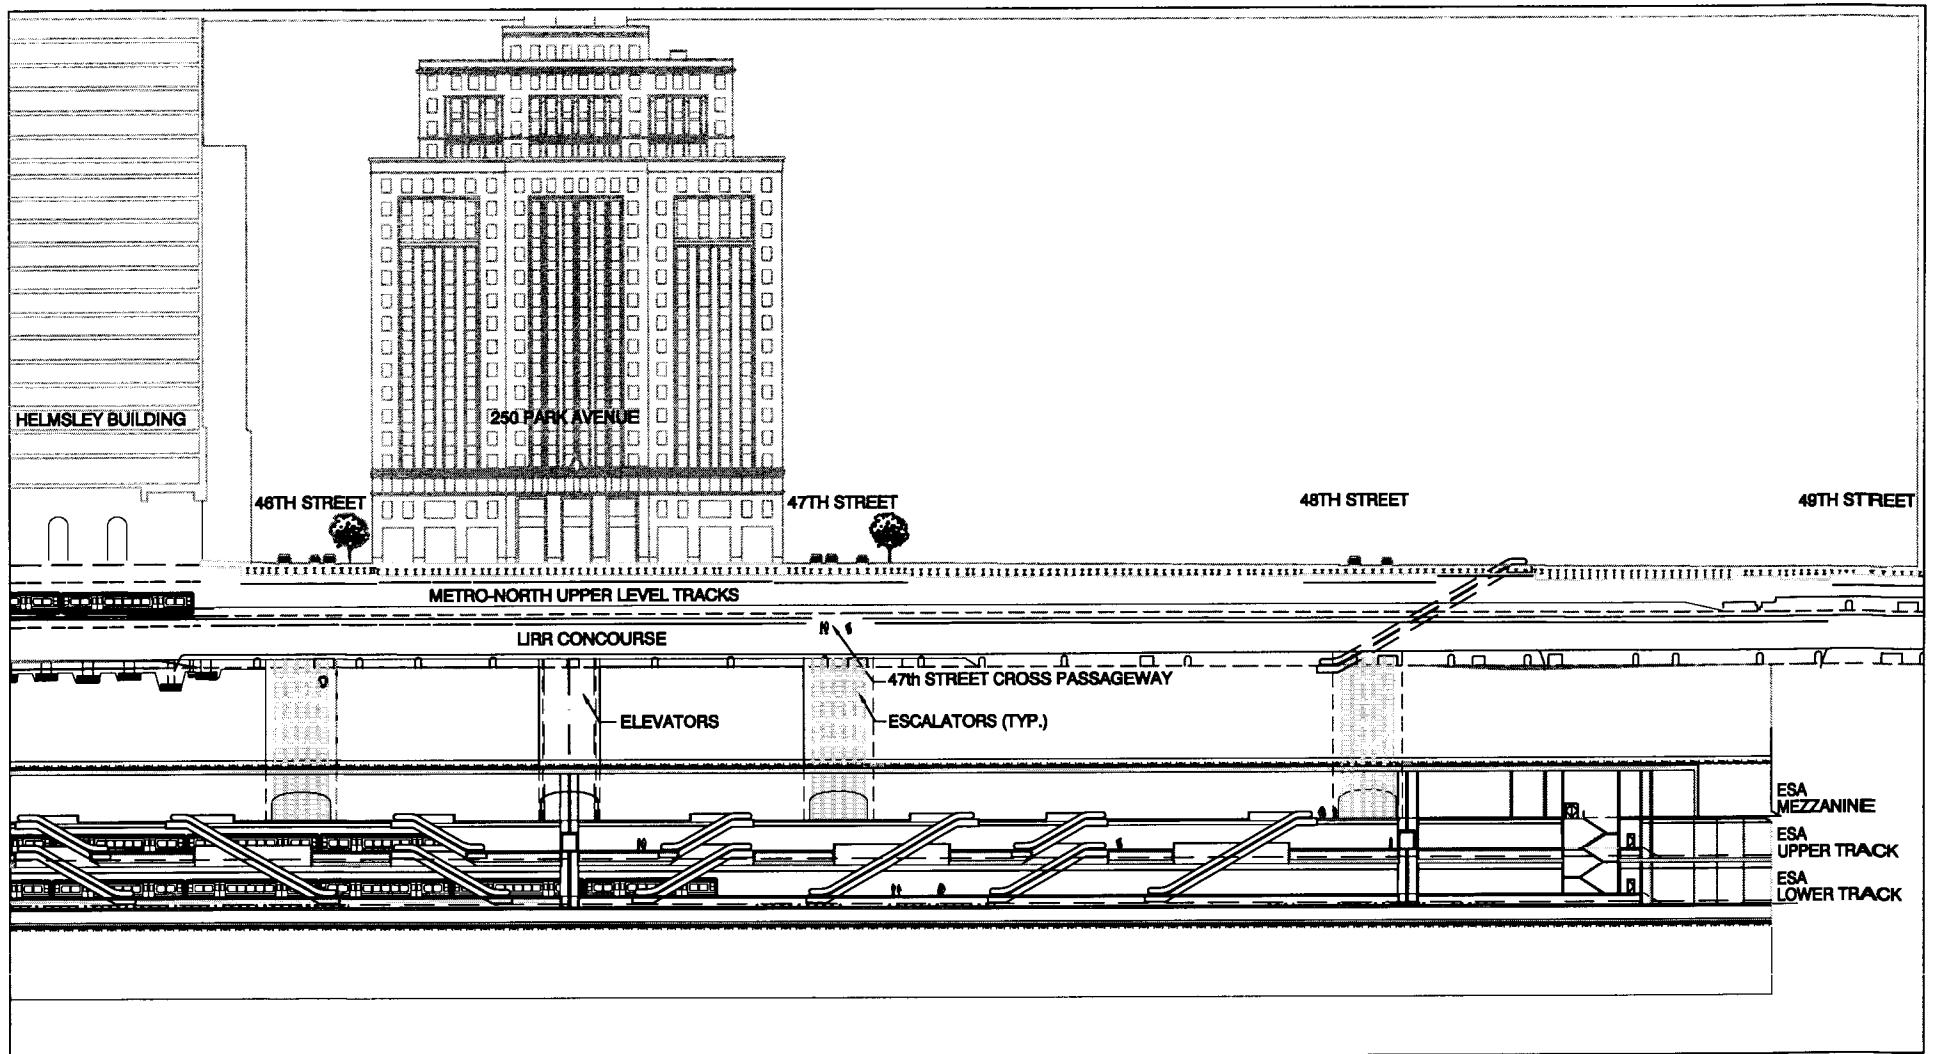 HELMSLEY BUILDING
250 PARK AVENUE
46TH STREET
47TH STREET
48TH STREET
49TH STREET
METRO-NORTH UPPER LEVEL TRACKS
LIRR CONCOURSE
47th STREET CROSS PASSAGEWAY
ELEVATORS
ESCALATORS (TYP.)
ESA
MEZZANINE
ESA
UPPER TRACK
ESA
LOWER TRACK